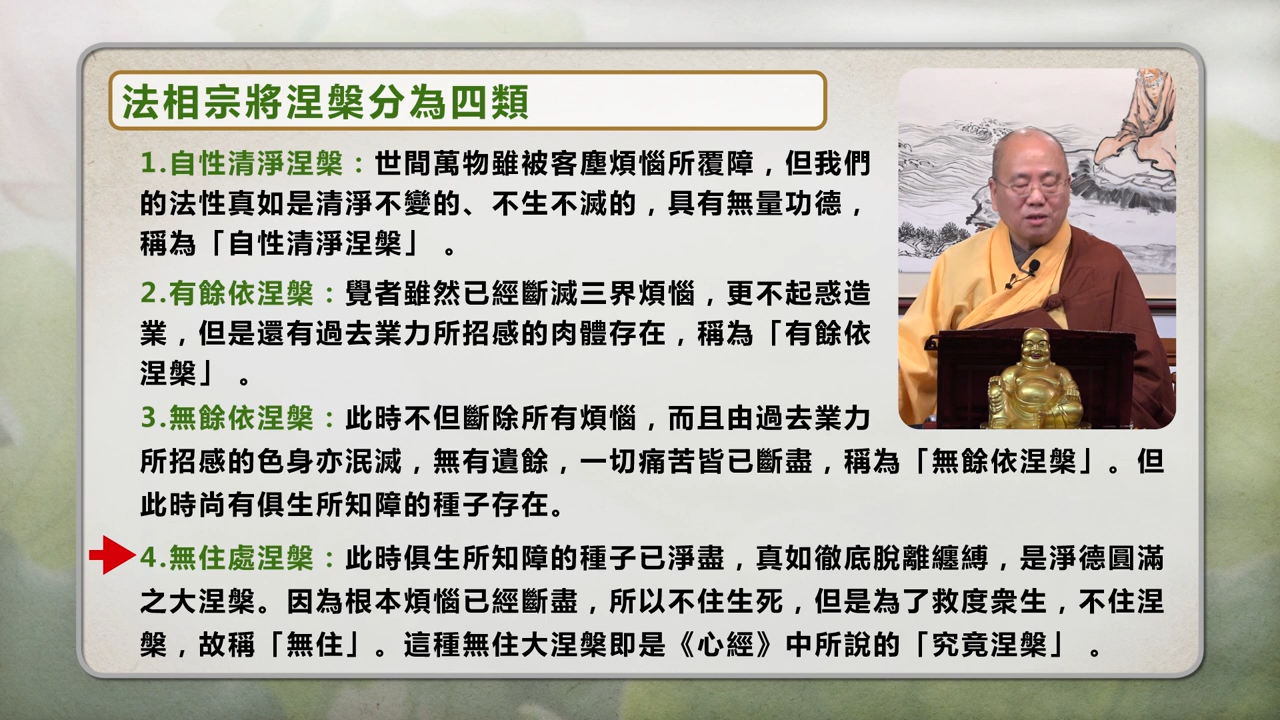 法相宗將涅槃分為四類
1.自性清淨涅槃：世間萬物雖被客塵煩惱所覆障，但我們
的法性真如是清淨不變的、不生不滅的，具有無量功德，
稱為「自性清淨涅槃」 。
2.有餘依涅槃：覺者雖然已經斷滅三界煩惱，更不起惑造
業，但是還有過去業力所招感的肉體存在，稱為「有餘依
涅槃」 。
3.無餘依涅槃：此時不但斷除所有煩惱，而且由過去業力
所招感的色身亦泯滅，無有遺餘，一切痛苦皆已斷盡，稱為「無餘依涅槃」。但
此時尚有俱生所知障的種子存在。
4.無住處涅槃：此時俱生所知障的種子已淨盡，真如徹底脫離纏縛，是淨德圓滿
之大涅槃。因為根本煩惱已經斷盡，所以不住生死，但是為了救度衆生，不住涅
槃，故稱「無住」。這種無住大涅槃即是《心經》中所說的「究竟涅槃」 。